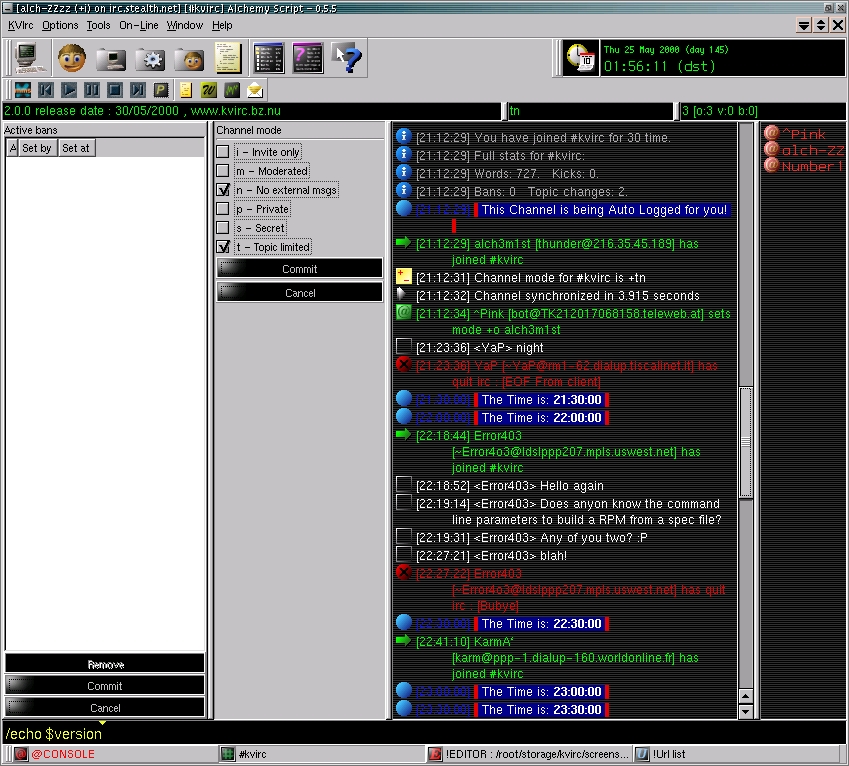 [alch-ZZzz (+i) on irc.stealth.net] [#kvirc] Alchemy Script - 0.5.5
KVIrc Options Tools On-Line Window Help
Thu 25 May 2000 (day 145)
01:56:11 (dst)
2.0.0 release date : 30/05/2000 , www.kvirc.bz.nu
tn
3 [o:3 v:0 b:0]
Active bans
A Set by Set at
Remove
Commit
Cancel
Channel mode
i - Invite only
m - Moderated
n - No external msgs
p - Private
s - Secret
t - Topic limited
Commit
Cancel
[21:12:29] You have joined #kvirc for 30 time.
[21:12:29] Full stats for #kvirc:
[21:12:29] Words: 727. Kicks: 0.
[21:12:29] Bans: 0 Topic changes: 2.
[21:12:29] This Channel is being Auto Logged for you!
[21:12:29] alch3m1st [thunder@216.35.45.189] has
joined #kvirc
[21:12:31] Channel mode for #kvirc is +tn
[21:12:32] Channel synchronized in 3.915 seconds
[21:12:34] ^Pink [bot@TK212017068158.teleweb.at] sets
mode +o alch3m1st
[21:23:36] <YaP> night
[21:23:36] YaP [~YaP@rm1-62.dialup.tiscalinet.it] has
quit irc : [EOF From client]
[21:30:00] The Time is: 21:30:00
[22:00:00] The Time is: 22:00:00
[22:18:44] Error403
[~Error4o3@ldslppp207.mpls.uswest.net] has
joined #kvirc
[22:18:52] <Error403> Hello again
[22:19:14] <Error403> Does anyon know the command
line parameters to build a RPM from a spec file?
[22:19:31] <Error403> Any of you two? :P
[22:27:21] <Error403> blah!
[22:27:22] Error403
[~Error4o3@ldslppp207.mpls.uswest.net] has quit
irc : [Bubye]
[22:30:00] The Time is: 22:30:00
[22:41:10] KarmA'
[karm@ppp-1.dialup-160.worldonline.fr] has
joined #kvirc
[23:00:00] The Time is: 23:00:00
[23:30:00] The Time is: 23:30:00
^Pink
alch-ZZ
Number1
/echo $version
@CONSOLE
#kvirc
!EDITOR : /root/storage/kvirc/screens...
!Url list